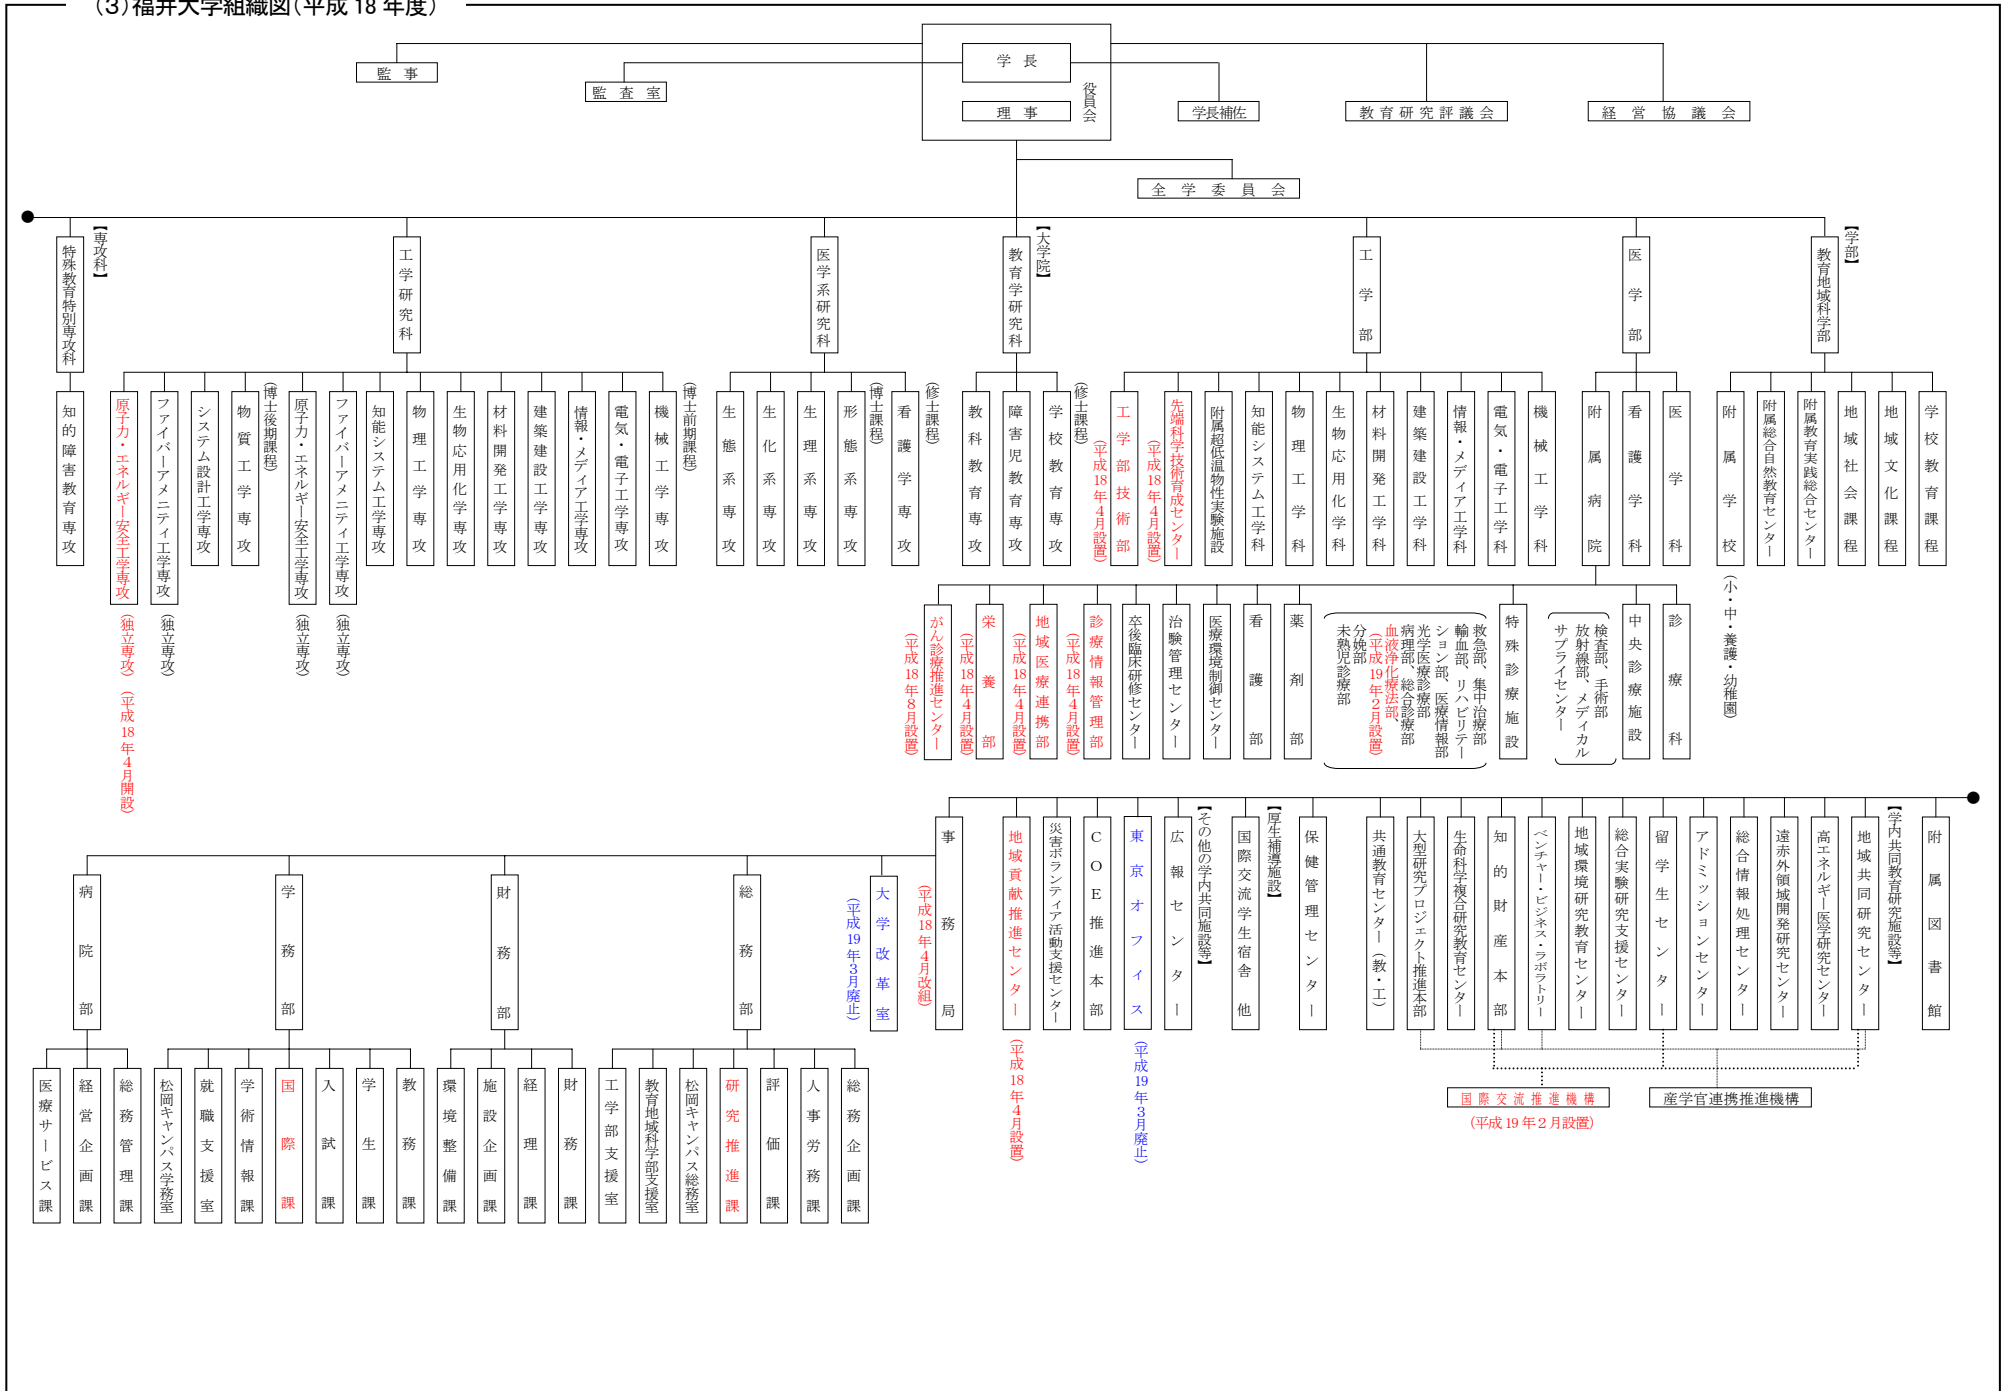 （3）福井大学組織図（平成 18 年度）
学長
理事
役員会
監事
監査室
学長補佐
教育研究評議会
経営協議会
全学委員会
【学部】
教育地域科学部
学校教育課程
地域文化課程
地域社会課程
附属教育実践総合センター
附属総合自然教育センター
附属学校
（小・中・養護・幼稚園）
医学部
医学科
看護学科
附属病院
診療科
中央診療施設
検査部、手術部
放射線部、メディカル
サプライセンター
特殊診療施設
救急部、集中治療部
輸血部、リハビリテー
ション部、医療情報部
光学医療診療部
病理部、総合診療部
血液浄化療法部、
（平成19年2月設置）
分娩部
未熟児診療部
薬剤部
看護部
医療環境制御センター
治験管理センター
卒後臨床研修センター
診療情報管理部
（平成18年4月設置）
地域医療連携部
（平成18年4月設置）
栄養部
（平成18年4月設置）
がん診療推進センター
（平成18年8月設置）
工学部
機械工学科
電気・電子工学科
情報・メディア工学科
建築建設工学科
材料開発工学科
生物応用化学科
物理工学科
知能システム工学科
附属超低温物性実験施設
先端科学技術育成センター
（平成18年4月設置）
工学部技術部
（平成18年4月設置）
【大学院】
教育学研究科
（修士課程）
学校教育専攻
障害児教育専攻
教科教育専攻
医学系研究科
（修士課程）
看護学専攻
（博士課程）
形態系専攻
生理系専攻
生化系専攻
生態系専攻
工学研究科
（博士前期課程）
機械工学専攻
電気・電子工学専攻
情報・メディア工学専攻
建築建設工学専攻
材料開発工学専攻
生物応用化学専攻
物理工学専攻
知能システム工学専攻
ファイバーアメニティ工学専攻
（独立専攻）
原子力・エネルギー安全工学専攻
（独立専攻）
（博士後期課程）
物質工学専攻
システム設計工学専攻
ファイバーアメニティ工学専攻
（独立専攻）
原子力・エネルギー安全工学専攻
（独立専攻）（平成18年4月開設）
【専攻科】
特殊教育特別専攻科
知的障害教育専攻
附属図書館
【学内共同教育研究施設等】
地域共同研究センター
高エネルギー医学研究センター
遠赤外領域開発研究センター
総合情報処理センター
アドミッションセンター
留学生センター
総合実験研究支援センター
地域環境研究教育センター
ベンチャー・ビジネス・ラボラトリー
知的財産本部
生命科学複合研究教育センター
大型研究プロジェクト推進本部
共通教育センター（教・工）
産学官連携推進機構
国際交流推進機構
（平成 19 年 2 月設置）
保健管理センター
【厚生補導施設】
国際交流学生宿舎他
【その他の学内共同施設等】
広報センター
東京オフィス
（平成19年3月廃止）
ＣＯＥ推進本部
災害ボランティア活動支援センター
地域貢献推進センター
（平成18年4月設置）
事務局
（平成18年4月改組）
大学改革室
（平成19年3月廃止）
総務部
総務企画課
人事労務課
評価課
研究推進課
松岡キャンパス総務室
教育地域科学部支援室
工学部支援室
財務部
財務課
経理課
施設企画課
環境整備課
学務部
教務課
学生課
入試課
国際課
学術情報課
就職支援室
松岡キャンパス学務室
病院部
総務管理課
経営企画課
医療サービス課